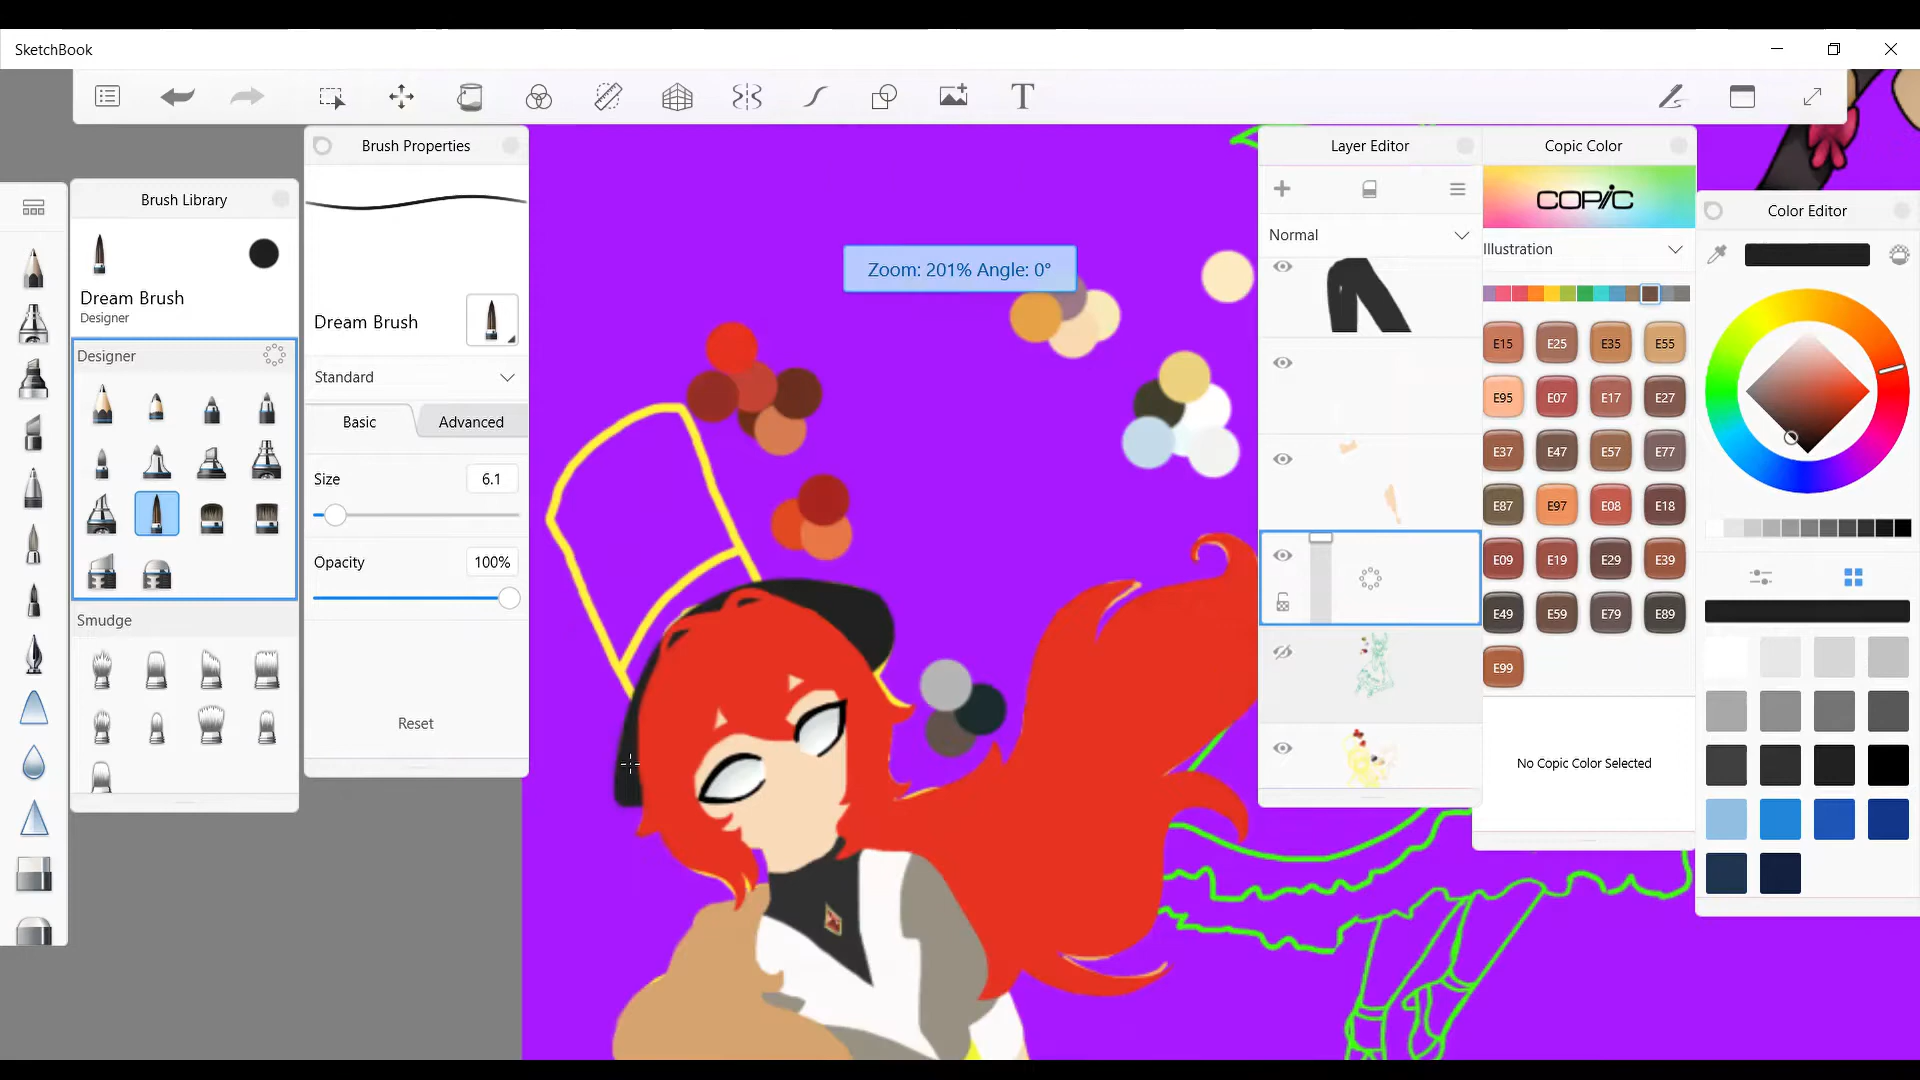 SketchBook
T
Brush Properties
Layer Editor
Copic Color
Brush Library
COPIC
Color Editor
Normal
Illustration
Zoom: 201% Angle: 0°
Dream Brush
Designer
Dream Brush
E15 E25 E35 E55
Designer
Standard
E95 E07 E17 E27
Basic
Advanced
E37 E47 E57 E77
Size
6.1
E87 E97 E08 E18
Opacity
100%
E09 E19 E29 E39
Smudge
E49 E59 E79 E89
E99
Reset
No Copic Color Selected